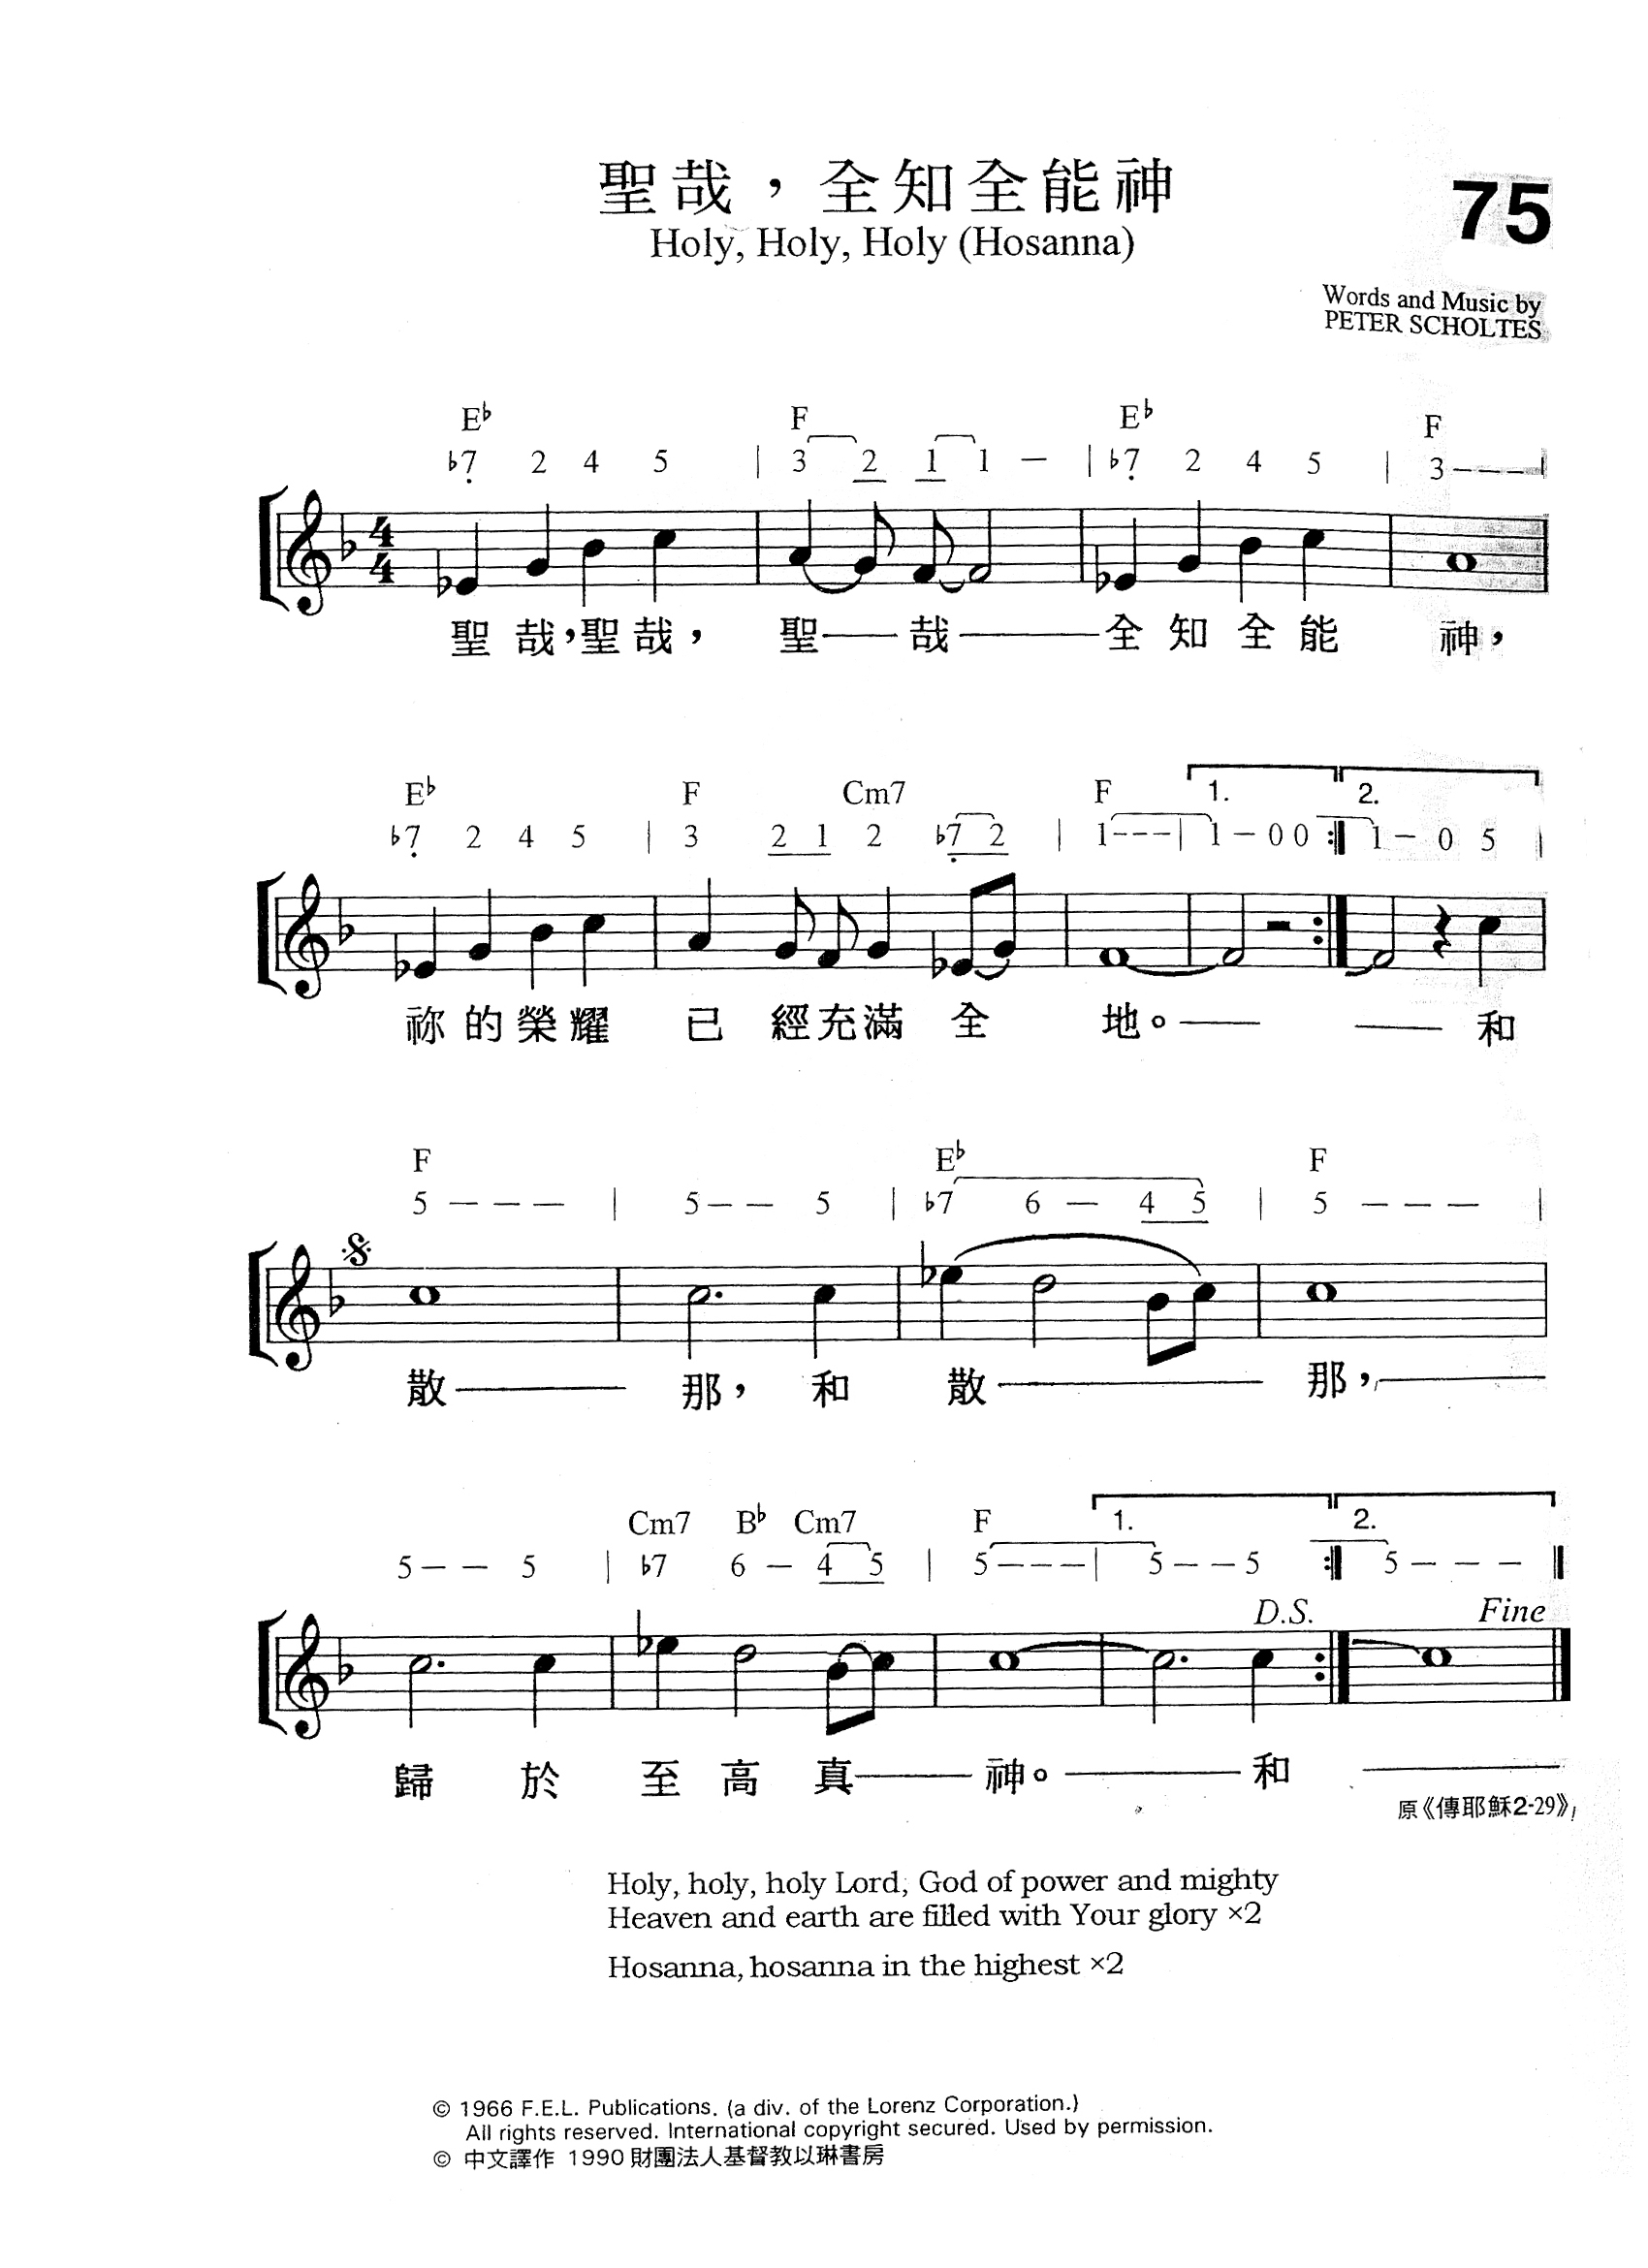 聖哉，全知全能神
75
Holy, Holy, Holy (Hosanna)
Words and Music by
PETER SCHOLTES
E♭ F E♭ F
♭7̣ 2 4 5 | 3 2 1 1 — | ♭7̣ 2 4 5 | 3 – – – |
4/4
聖哉，聖哉， 聖—哉—全知全能 神，
E♭ F Cm7 F 1. 2.
♭7̣ 2 4 5 | 3 2 1 2 ♭7̣ 2 | 1 – – – | 1 – 0 0 :‖ 1 – 0 5 |
祢的榮耀 已經充滿全 地。— — 和
F E♭ F
5 – – – | 5 – – 5 | ♭7 6 – 4 5 | 5 – – – |
散— 那，和 散— 那，—
Cm7 B♭ Cm7 F 1. 2.
5 – – 5 | ♭7 6 – 4 5 | 5 – – – | 5 – – 5 :‖ 5 – – – ‖
D.S. Fine
歸 於 至 高 真— 神。— 和 —
原《傳耶穌2-29》
Holy, holy, holy Lord, God of power and mighty
Heaven and earth are filled with Your glory ×2
Hosanna, hosanna in the highest ×2
© 1966 F.E.L. Publications. (a div. of the Lorenz Corporation.)
All rights reserved. International copyright secured. Used by permission.
© 中文譯作 1990 財團法人基督教以琳書房